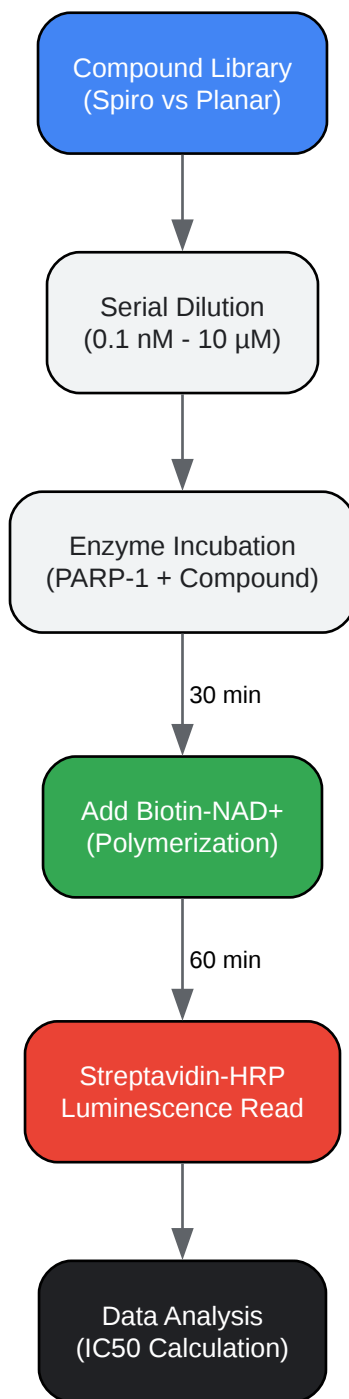 Compound Library
(Spiro vs Planar)
Serial Dilution
(0.1 nM - 10 µM)
Enzyme Incubation
(PARP-1 + Compound)
30 min
Add Biotin-NAD+
(Polymerization)
60 min
Streptavidin-HRP
Luminescence Read
Data Analysis
(IC50 Calculation)